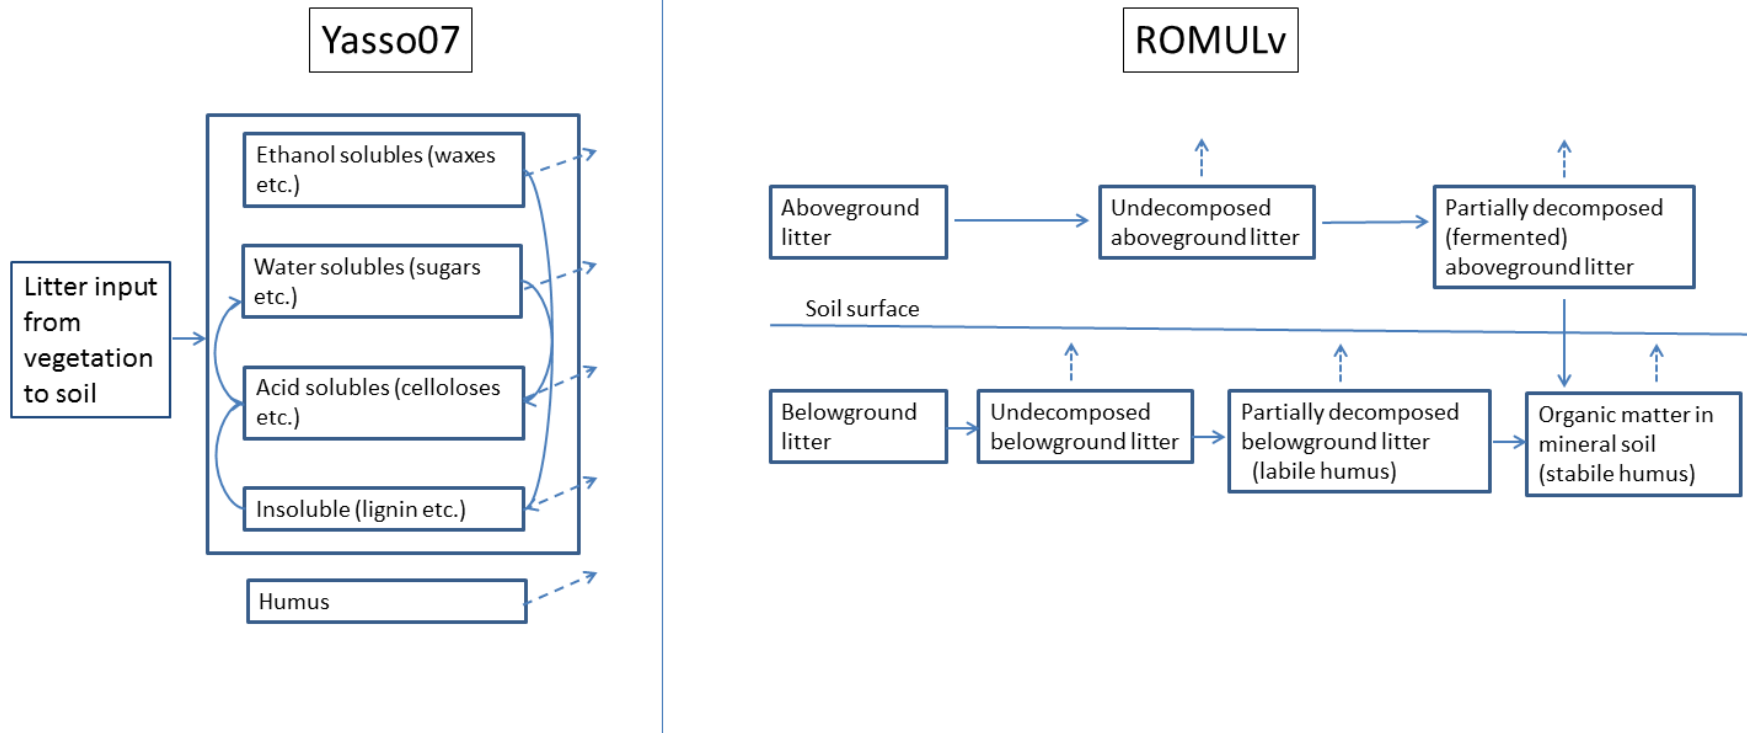 Yasso07
Ethanol solubles (waxes
etc.)
Water solubles (sugars
etc.)
Litter input
from
vegetation
to soil
Acid solubles (celloloses
etc.)
Insoluble (lignin etc.)
Humus
ROMULv
Aboveground
litter
Undecomposed
aboveground litter
Partially decomposed
(fermented)
aboveground litter
Soil surface
Belowground
litter
Undecomposed
belowground litter
Partially decomposed
belowground litter
(labile humus)
Organic matter in
mineral soil
(stabile humus)